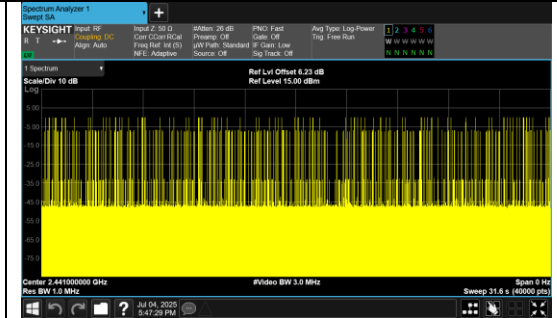 Spectrum Analyzer 1
Swept SA
+
KEYSIGHT Input: RF Input Z: 50 Ω #Atten: 26 dB PNO: Fast Avg Type: Log-Power 1 2 3 4 5 6
R T Coupling: DC Corr CCorr RCal Preamp: Off Gate: Off Trig: Free Run W W W W W W
Align: Auto Freq Ref: Int (S) µW Path: Standard IF Gain: Low N N N N N N
NFE: Adaptive Source: Off Sig Track: Off
1 Spectrum
Scale/Div 10 dB
Ref Lvl Offset 6.23 dB
Ref Level 15.00 dBm
Log
5.00
-5.00
-15.0
-25.0
-35.0
-45.0
-55.0
-65.0
-75.0
Center 2.441000000 GHz #Video BW 3.0 MHz Span 0 Hz
Res BW 1.0 MHz Sweep 31.6 s (40000 pts)
? Jul 04, 2025
5:47:29 PM